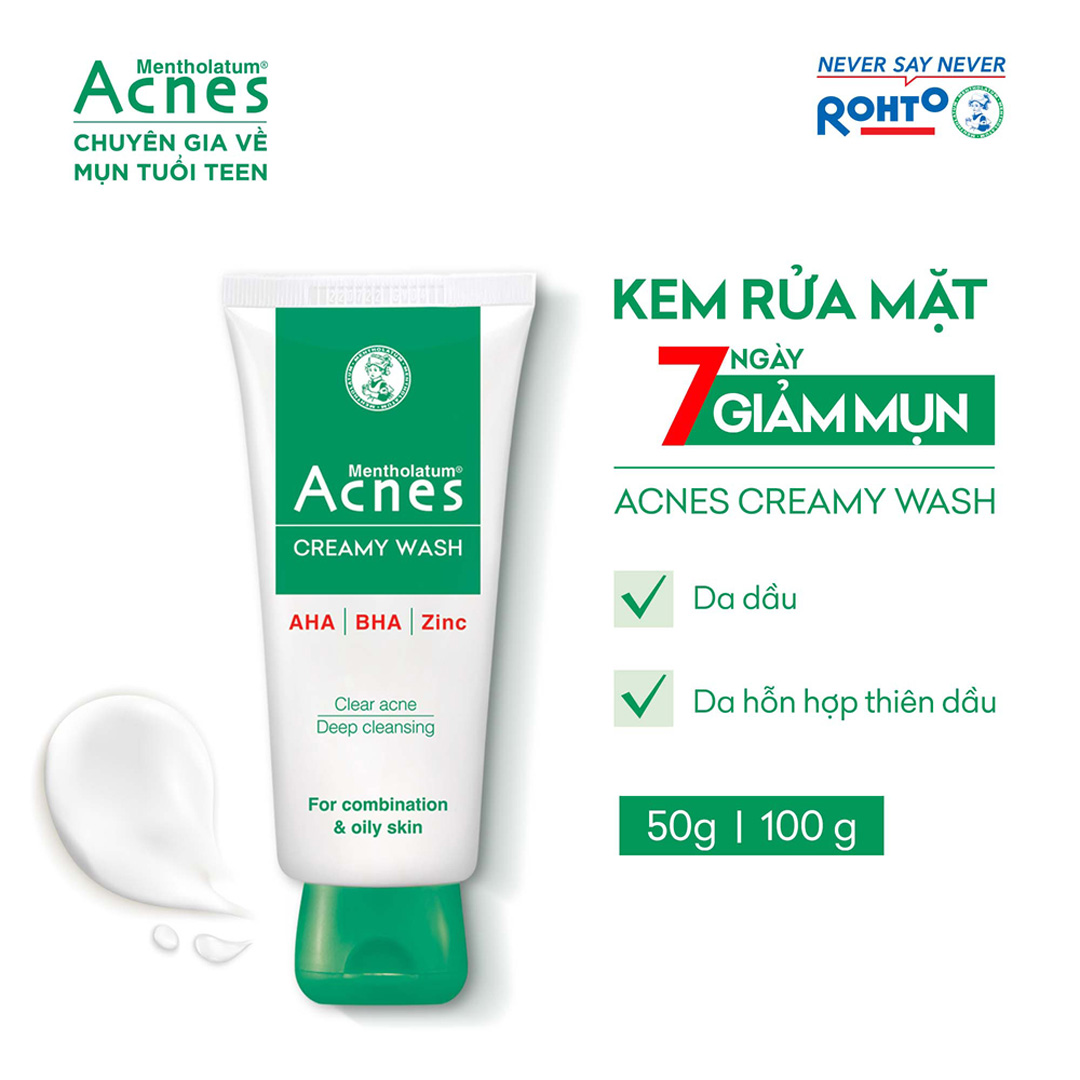 Mentholatum®
Acnes
CHUYÊN GIA VỀ
MỤN TUỔI TEEN
NEVER SAY NEVER
ROHTO
KEM RỬA MẶT
7 NGÀY
GIẢM MỤN
ACNES CREAMY WASH
Da dầu
Da hỗn hợp thiên dầu
50g | 100 g
Mentholatum®
Acnes
CREAMY WASH
AHA | BHA | Zinc
Clear acne
Deep cleansing
For combination
& oily skin